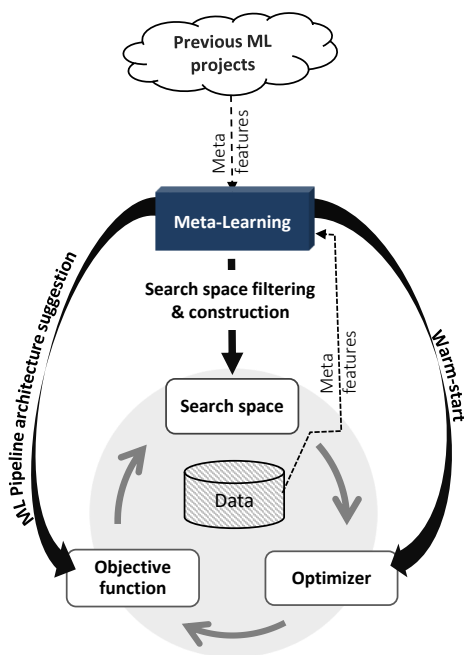 Previous ML
projects
Meta
features
Meta-Learning
Search space filtering
& construction
ML Pipeline architecture suggestion
Warm-start
Meta
features
Search space
Data
Objective
function
Optimizer